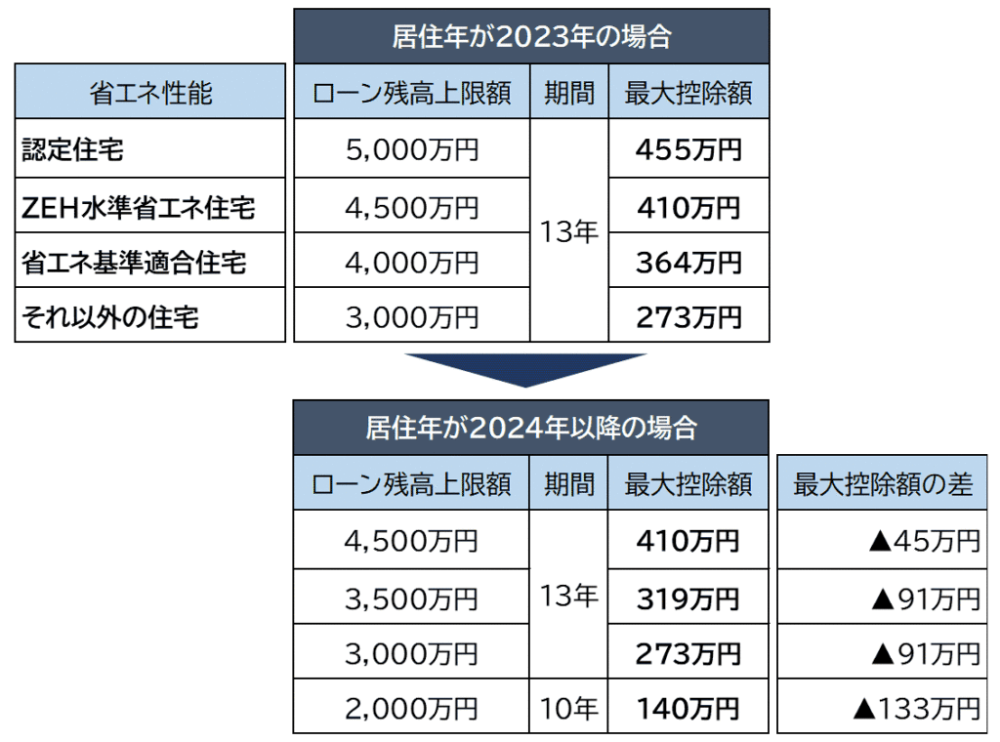 居住年が2023年の場合
省エネ性能 ローン残高上限額 期間 最大控除額
認定住宅 5,000万円 13年 455万円
ZEH水準省エネ住宅 4,500万円 410万円
省エネ基準適合住宅 4,000万円 364万円
それ以外の住宅 3,000万円 273万円
居住年が2024年以降の場合
ローン残高上限額 期間 最大控除額 最大控除額の差
4,500万円 13年 410万円 ▲45万円
3,500万円 319万円 ▲91万円
3,000万円 273万円 ▲91万円
2,000万円 10年 140万円 ▲133万円